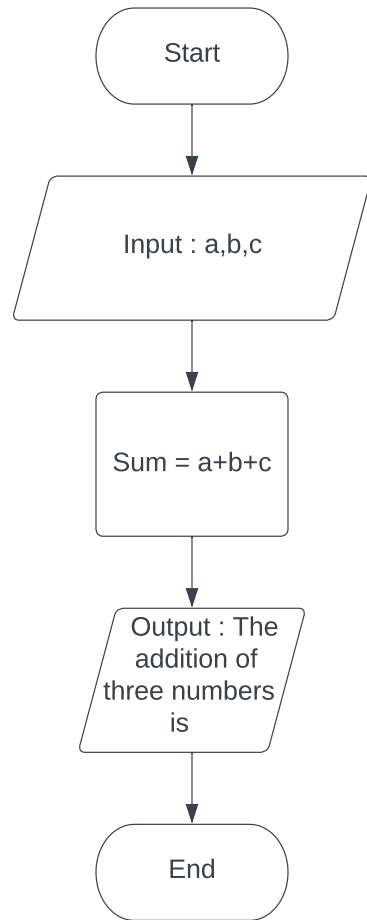 Start
Input : a,b,c
Sum = a+b+c
Output : The
addition of
three numbers
is
End